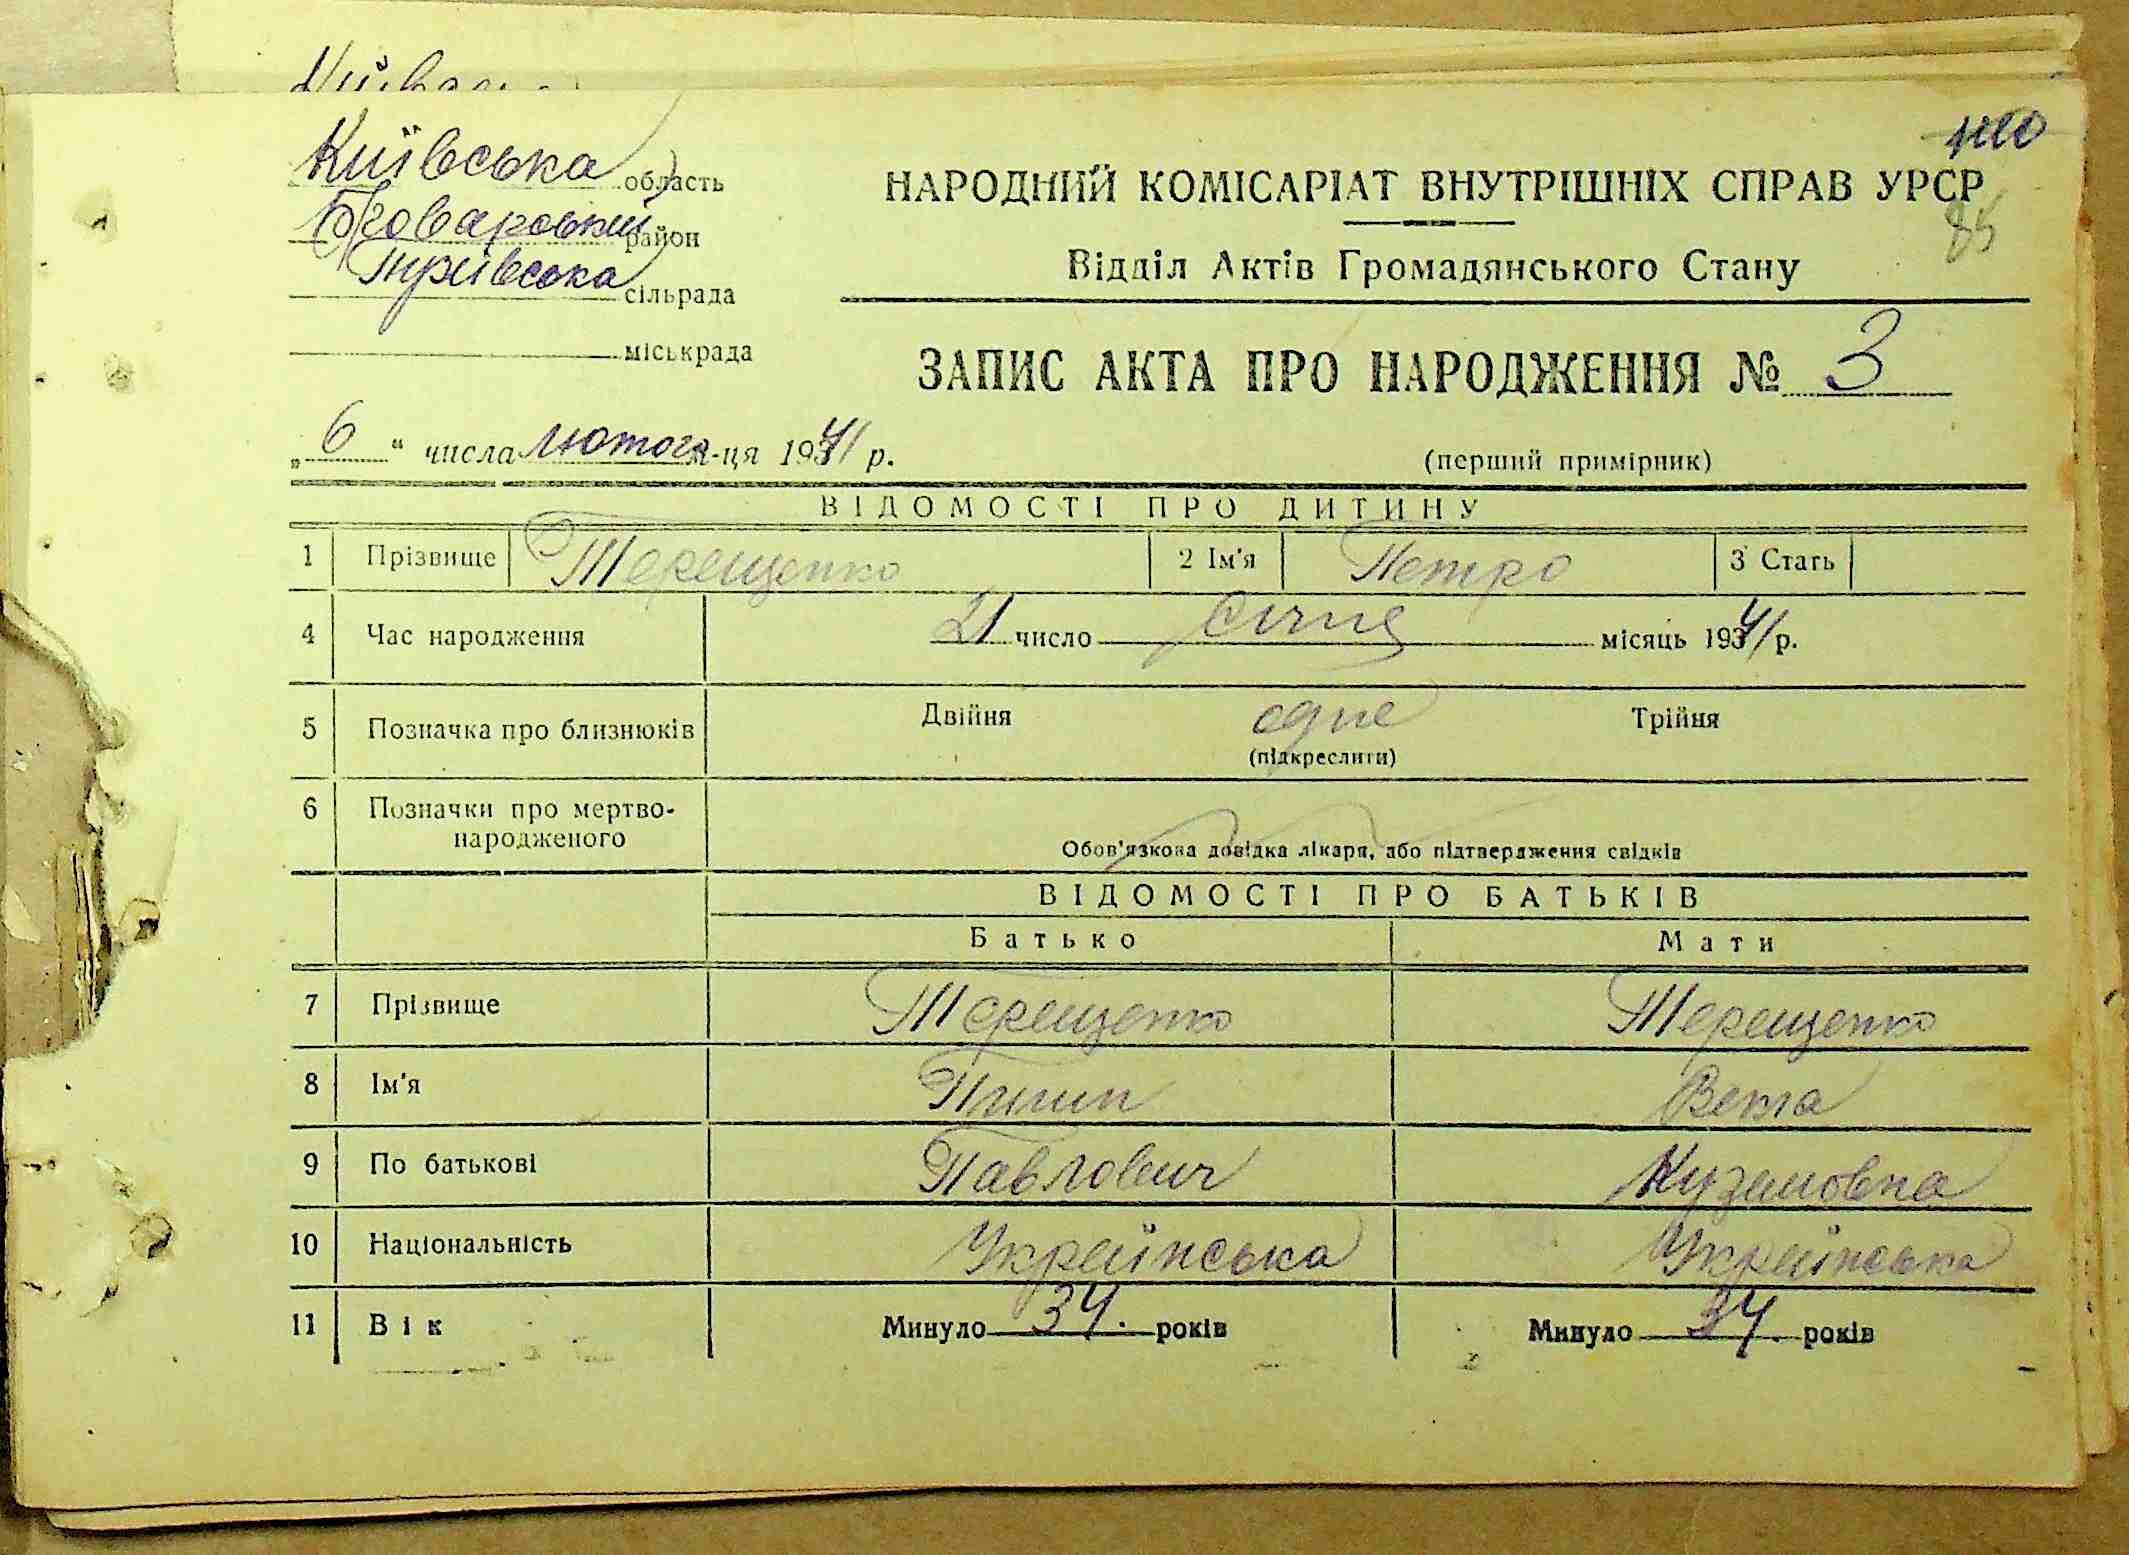 Київська область
Броварський район
сільрада
міськрада
НАРОДНИЙ КОМІСАРІАТ ВНУТРІШНІХ СПРАВ УРСР
85
Відділ Актів Громадянського Стану
ЗАПИС АКТА ПРО НАРОДЖЕННЯ № 3
„6“ числа лютого м-ця 1941 р.
(перший примірник)
ВІДОМОСТІ ПРО ДИТИНУ
1 Прізвище Терещенко 2 Ім'я Петро 3 Стать
4 Час народження 21 число січня місяць 1941 р.
5 Позначка про близнюків Двійня одне Трійня
(підкреслити)
6 Позначки про мертво-
народженого
Обов'язкова довідка лікаря, або підтвердження свідків
ВІДОМОСТІ ПРО БАТЬКІВ
Батько Мати
7 Прізвище Терещенко Терещенко
8 Ім'я Пилип Векла
9 По батькові Павлович Кузьмовна
10 Національність Українська Українська
11 Вік Минуло 34. років Минуло 34. років